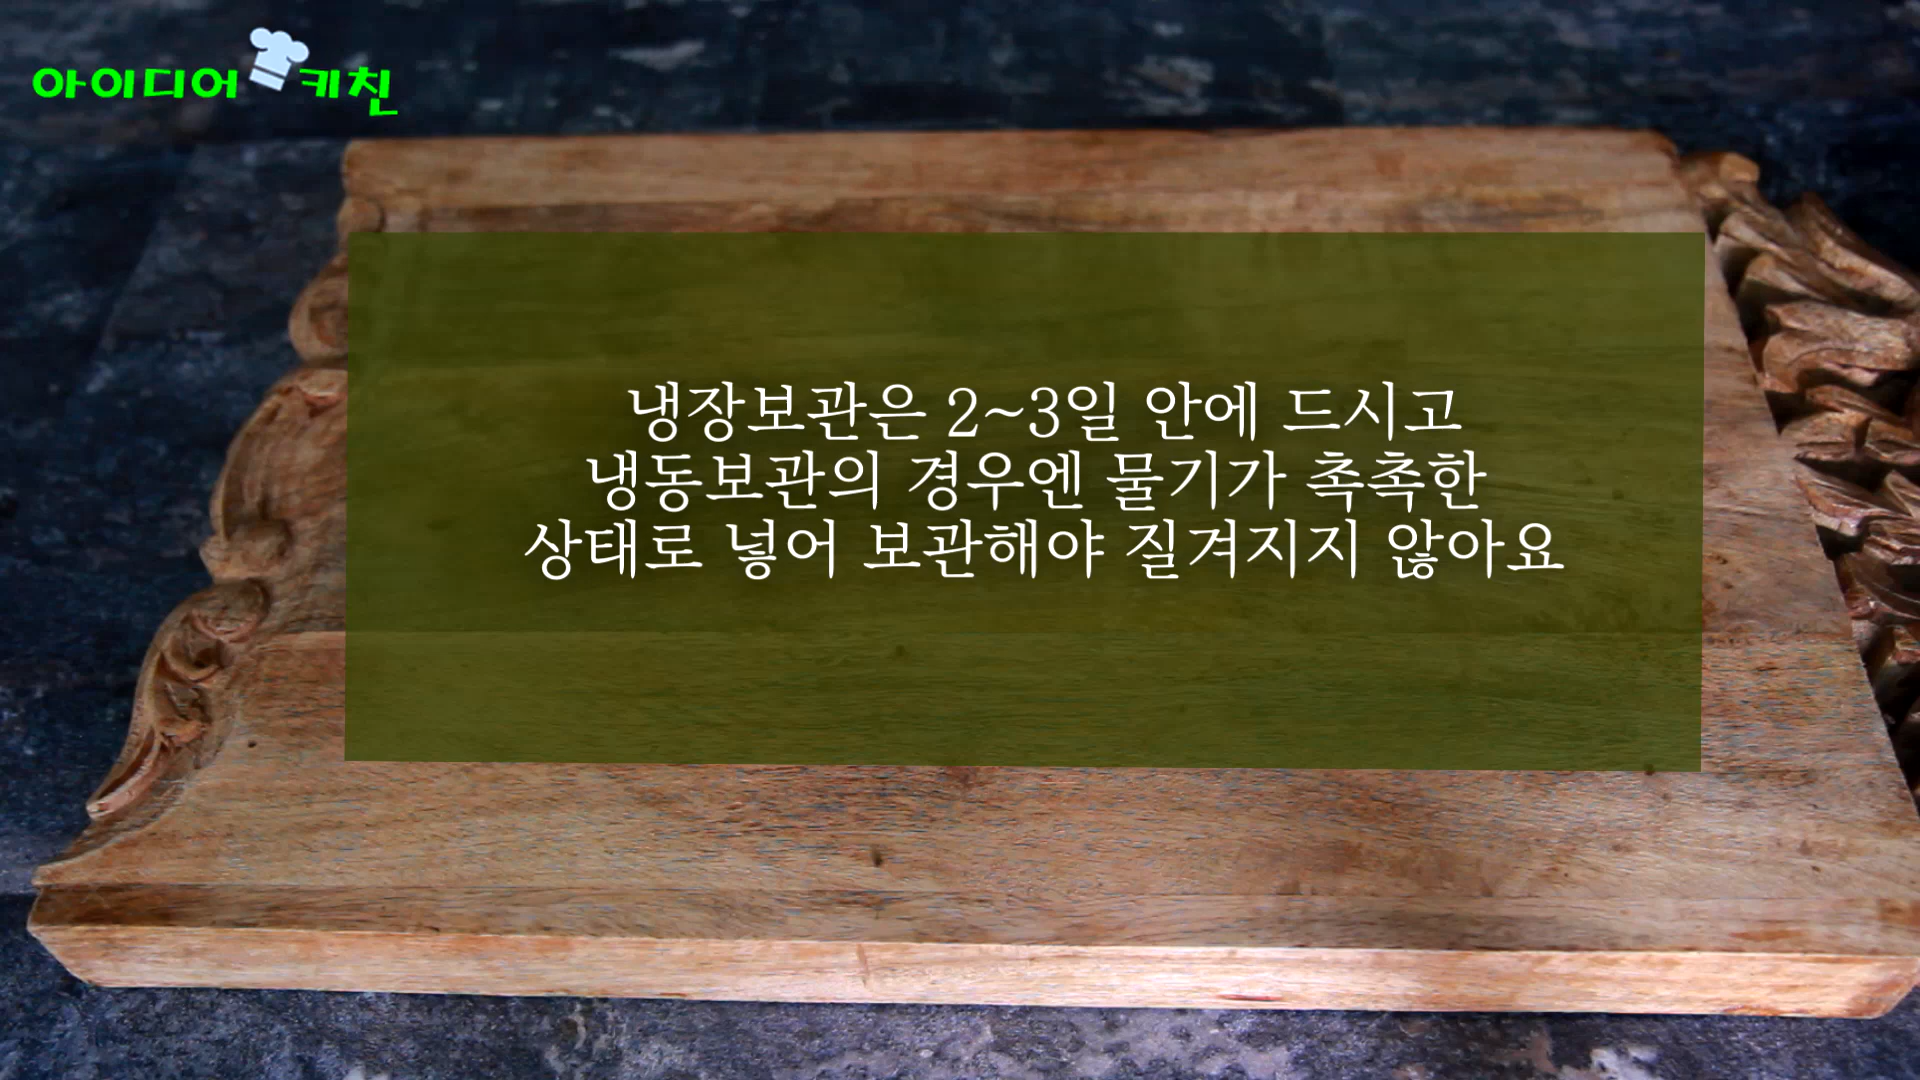 아이디어 키친
냉장보관은 2~3일 안에 드시고
냉동보관의 경우엔 물기가 촉촉한
상태로 넣어 보관해야 질겨지지 않아요